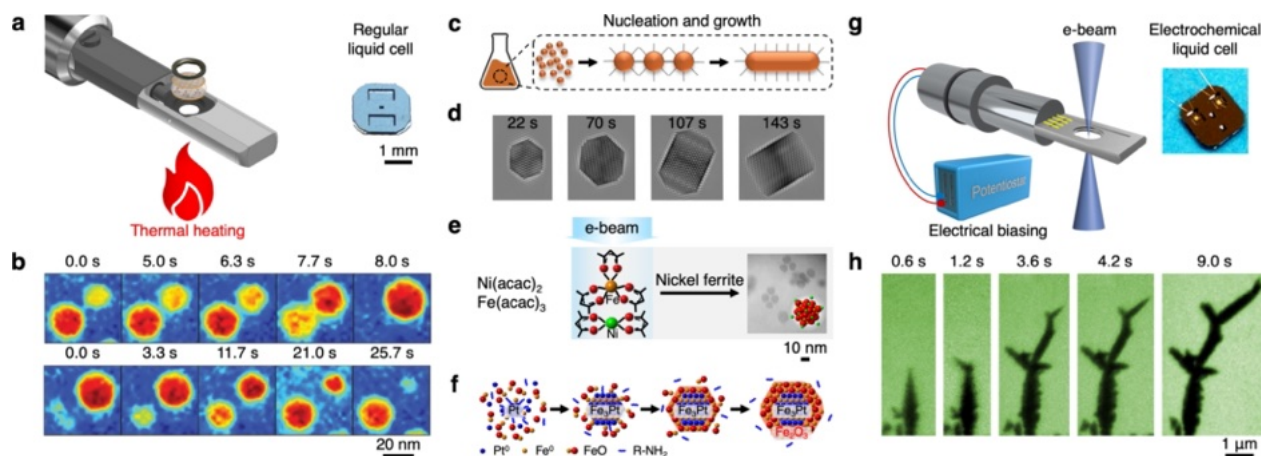 a
Regular
liquid cell
1 mm
Thermal heating
b
0.0 s 5.0 s 6.3 s 7.7 s 8.0 s
0.0 s 3.3 s 11.7 s 21.0 s 25.7 s
20 nm
c
Nucleation and growth
d
22 s 70 s 107 s 143 s
e
e-beam
Ni(acac)₂
Fe(acac)₃
Fe
Ni
Nickel ferrite
10 nm
f
Pt Fe₃Pt Fe₃Pt Fe₃Pt
Fe₂O₃
Pt⁰ Fe⁰ FeO R-NH₂
g
e-beam
Electrochemical
liquid cell
Potentiostat
Electrical biasing
h
0.6 s 1.2 s 3.6 s 4.2 s 9.0 s
1 µm